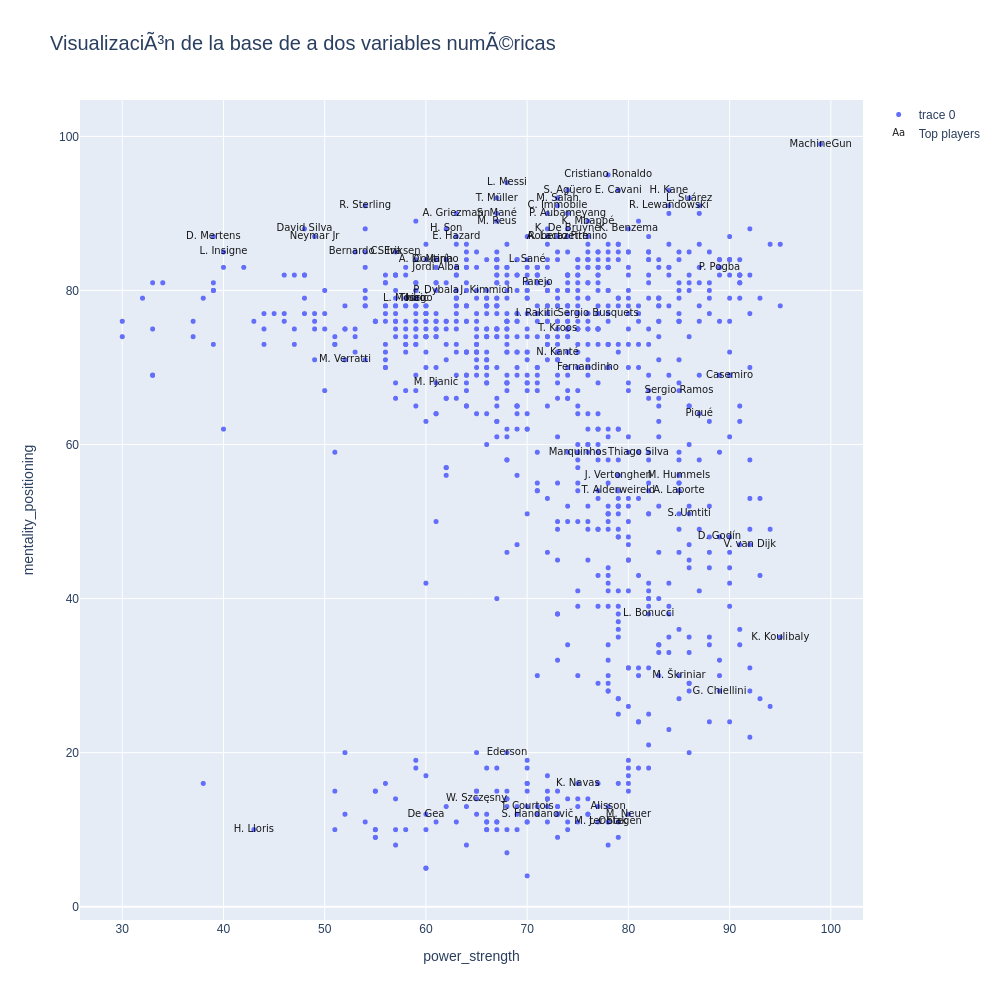 VisualizaciÃ³n de la base de a dos variables numÃ©ricas
trace 0
Aa Top players
100
80
60
40
20
0
mentality_positioning
30 40 50 60 70 80 90 100
power_strength
MachineGun
Cristiano Ronaldo
L. Messi
S. Agüero E. Cavani H. Kane
T. Müller M. Salah L. Suárez
R. Sterling C. Immobile R. Lewandowski
A. Griezmann S. Mané P. Aubameyang
M. Reus K. Mbappé
David Silva H. Son K. De Bruyne K. Benzema
D. Mertens Neymar Jr E. Hazard
L. Insigne Bernardo Silva C. Eriksen
L. Sané
Jordi Alba P. Pogba
Parejo
P. Dybala J. Kimmich
I. Rakitić Sergio Busquets
T. Kroos
N. Kanté
M. Verratti
Fernandinho
Casemiro
M. Pjanić
Sergio Ramos
Piqué
Marquinhos Thiago Silva
J. Vertonghen M. Hummels
T. Alderweireld A. Laporte
S. Umtiti
D. Godín
V. van Dijk
L. Bonucci
K. Koulibaly
M. Škriniar
G. Chiellini
Ederson
K. Navas
W. Szczęsny
T. Courtois Alisson
De Gea S. Handanovič M. Neuer
H. Lloris